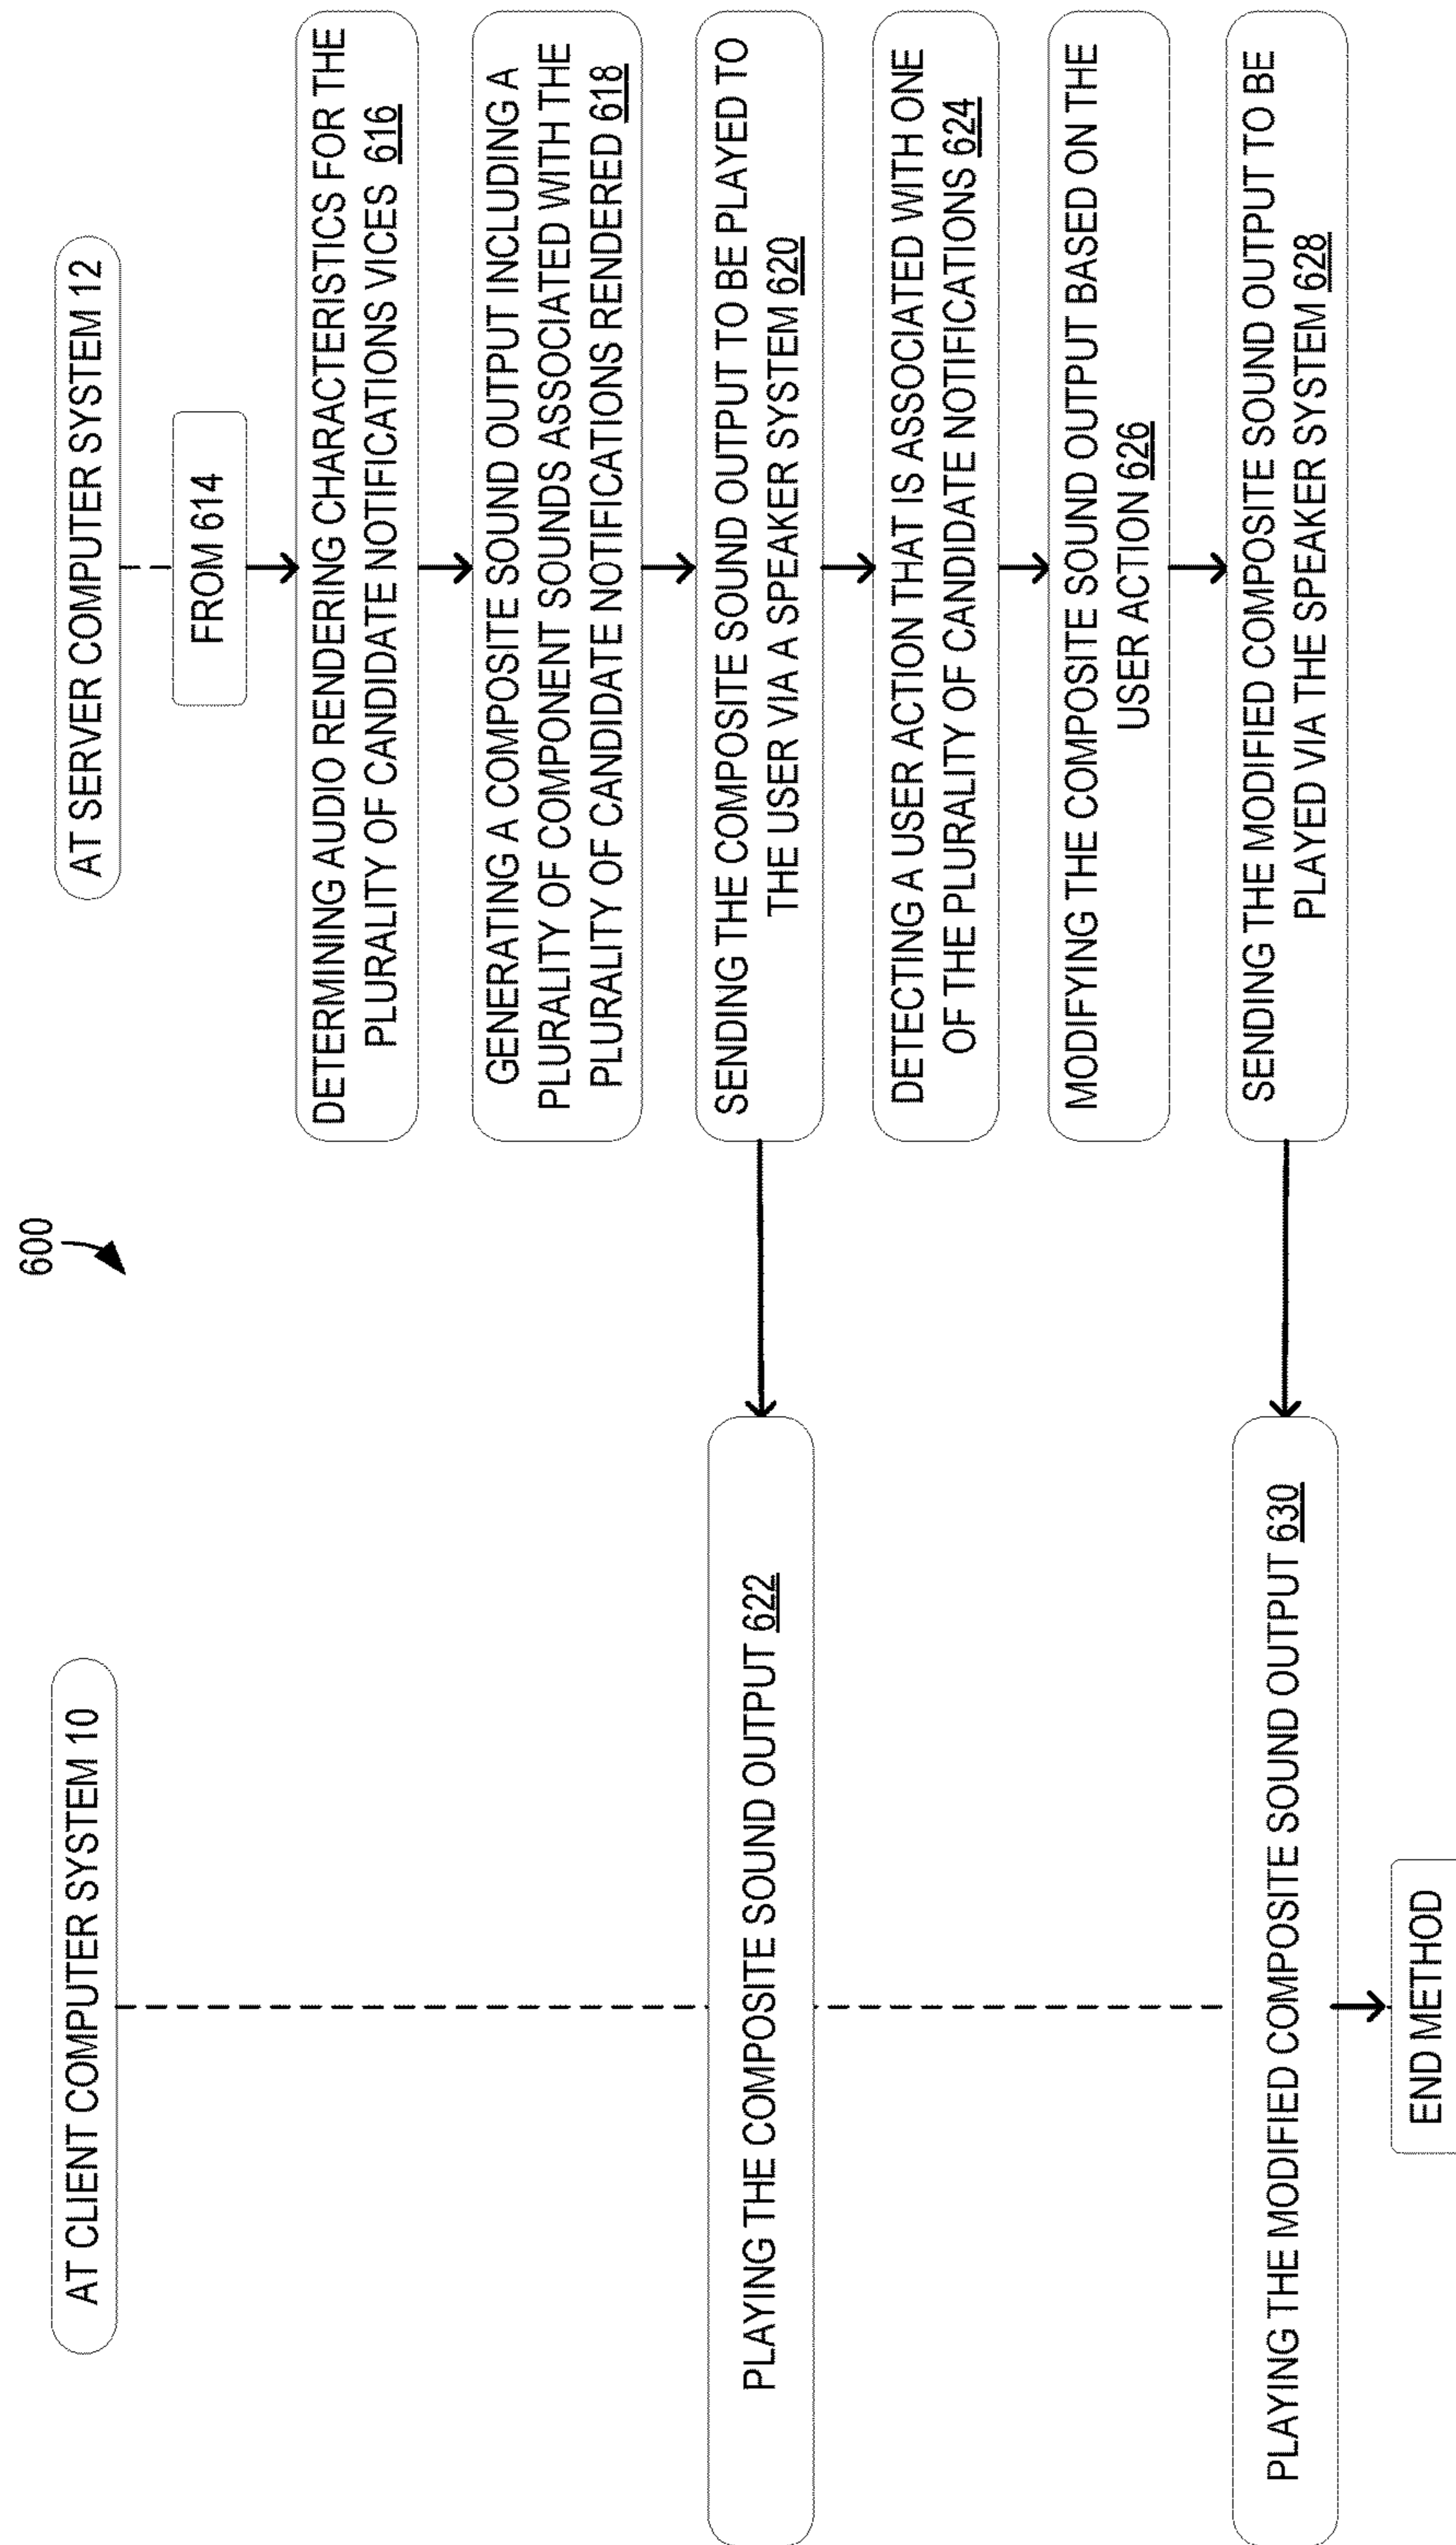 600
AT CLIENT COMPUTER SYSTEM 10
AT SERVER COMPUTER SYSTEM 12
FROM 614
DETERMINING AUDIO RENDERING CHARACTERISTICS FOR THE
PLURALITY OF CANDIDATE NOTIFICATIONS VICES 616
GENERATING A COMPOSITE SOUND OUTPUT INCLUDING A
PLURALITY OF COMPONENT SOUNDS ASSOCIATED WITH THE
PLURALITY OF CANDIDATE NOTIFICATIONS RENDERED 618
SENDING THE COMPOSITE SOUND OUTPUT TO BE PLAYED TO
THE USER VIA A SPEAKER SYSTEM 620
PLAYING THE COMPOSITE SOUND OUTPUT 622
DETECTING A USER ACTION THAT IS ASSOCIATED WITH ONE
OF THE PLURALITY OF CANDIDATE NOTIFICATIONS 624
MODIFYING THE COMPOSITE SOUND OUTPUT BASED ON THE
USER ACTION 626
SENDING THE MODIFIED COMPOSITE SOUND OUTPUT TO BE
PLAYED VIA THE SPEAKER SYSTEM 628
PLAYING THE MODIFIED COMPOSITE SOUND OUTPUT 630
END METHOD